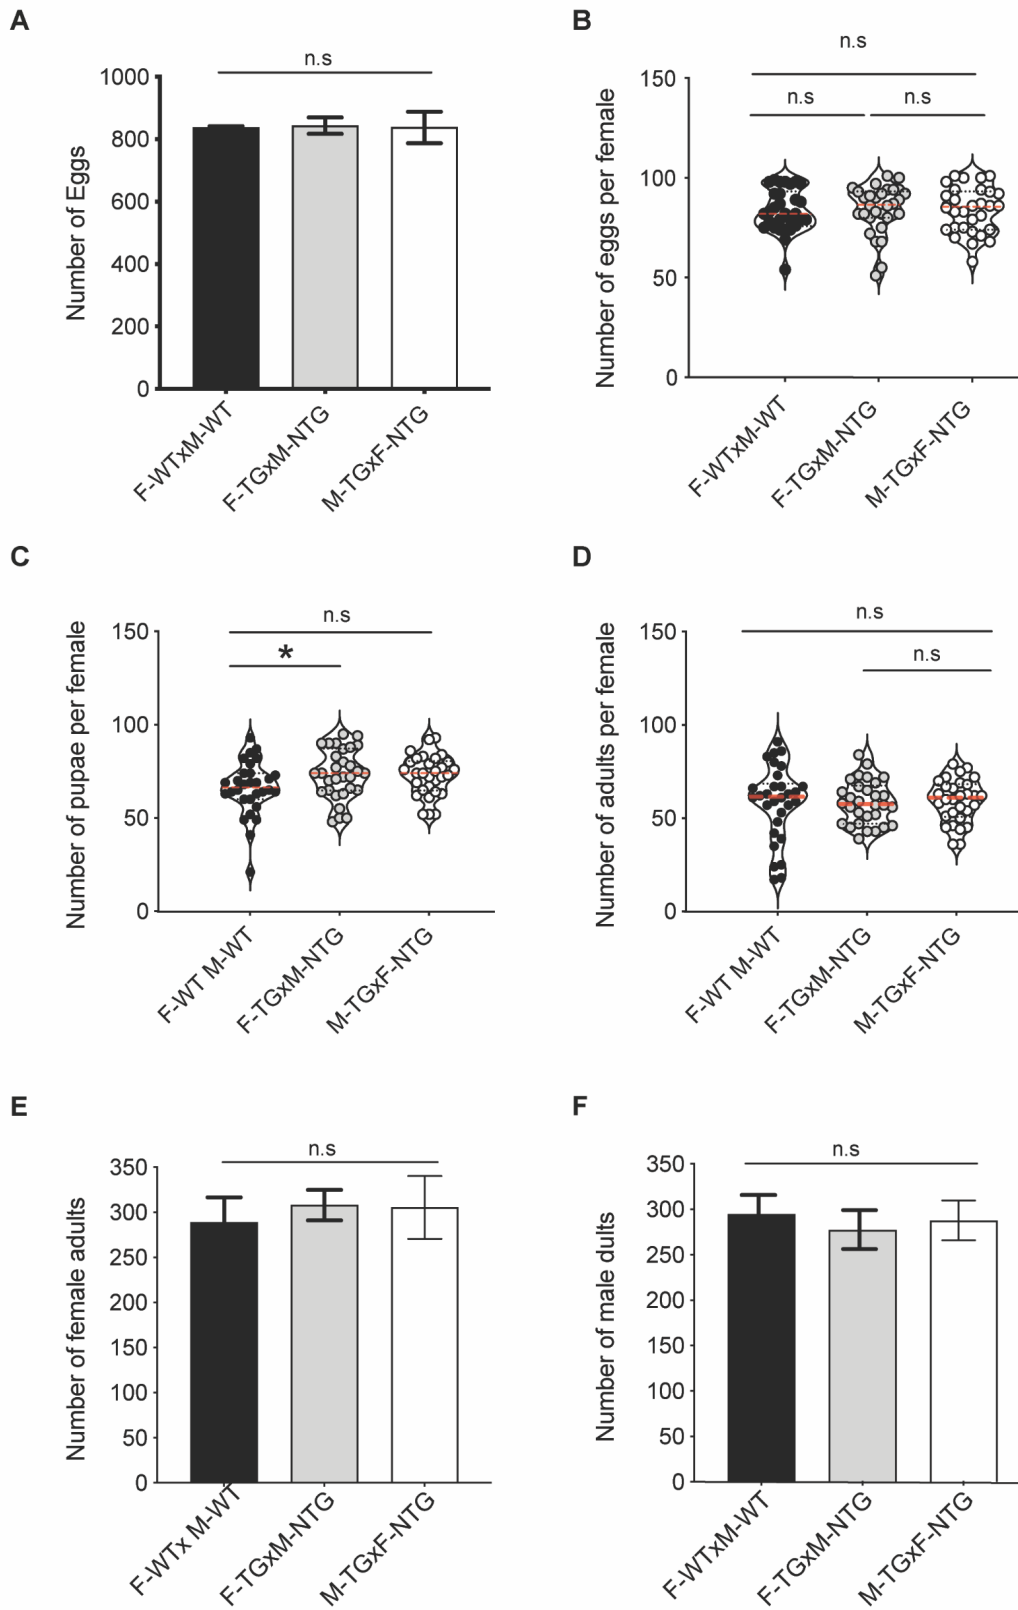 A
n.s
1000
800
600
400
200
0
Number of Eggs
F-WTxM-WT
F-TGxM-NTG
M-TGxF-NTG
B
n.s
n.s
n.s
150
100
50
0
Number of eggs per female
F-WTxM-WT
F-TGxM-NTG
M-TGxF-NTG
C
n.s
*
150
100
50
0
Number of pupae per female
F-WT M-WT
F-TGxM-NTG
M-TGxF-NTG
D
n.s
n.s
150
100
50
0
Number of adults per female
F-WT M-WT
F-TGxM-NTG
M-TGxF-NTG
E
n.s
350
300
250
200
150
100
50
0
Number of female adults
F-WTx M-WT
F-TGxM-NTG
M-TGxF-NTG
F
n.s
350
300
250
200
150
100
50
0
Number of male dults
F-WTxM-WT
F-TGxM-NTG
M-TGxF-NTG